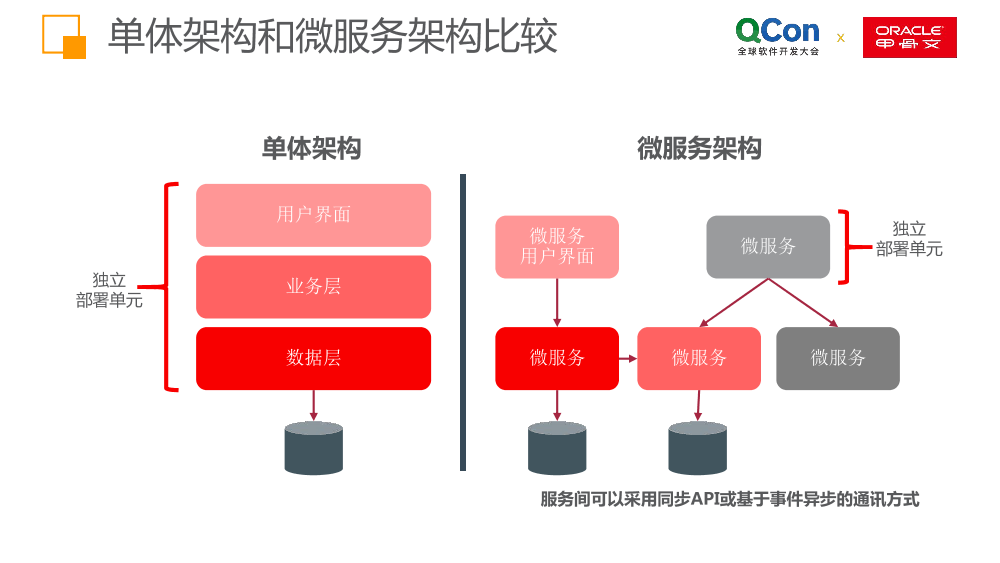 单体架构和微服务架构比较
QCon
全球软件开发大会
x
ORACLE
甲骨文
单体架构
微服务架构
用户界面
业务层
数据层
独立
部署单元
微服务
用户界面
微服务
独立
部署单元
微服务
微服务
微服务
服务间可以采用同步API或基于事件异步的通讯方式